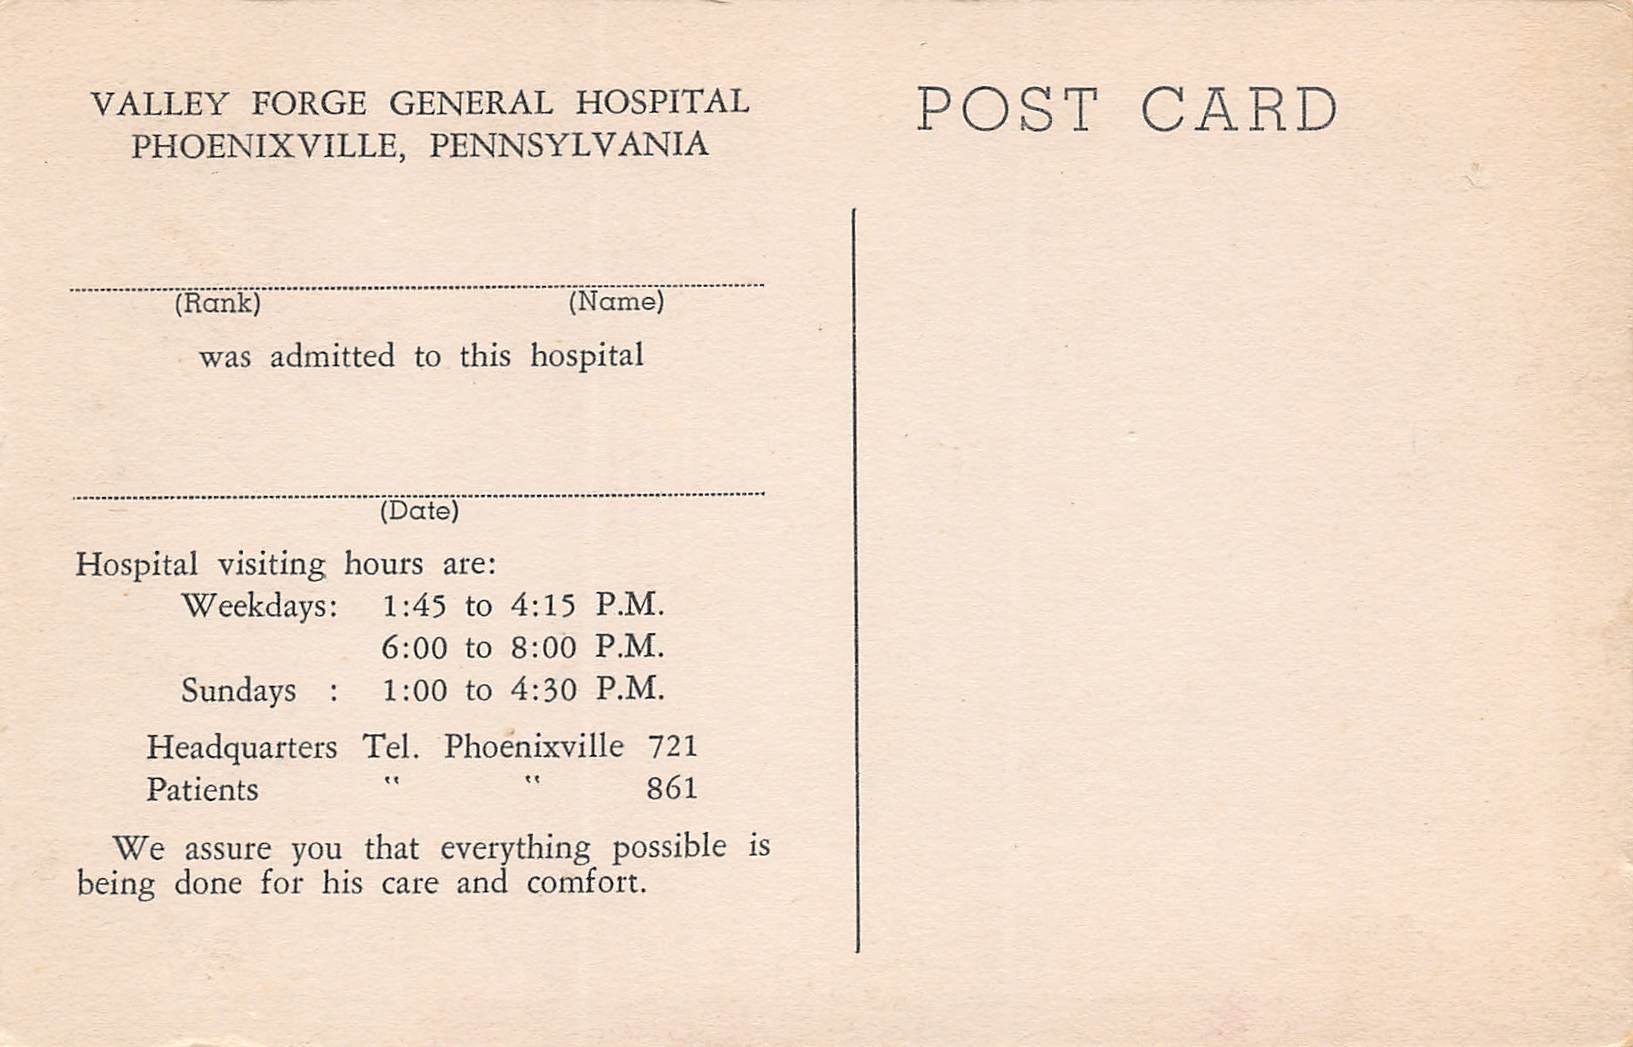 VALLEY FORGE GENERAL HOSPITAL
PHOENIXVILLE, PENNSYLVANIA
(Rank) (Name)
was admitted to this hospital
(Date)
Hospital visiting hours are:
Weekdays: 1:45 to 4:15 P.M.
6:00 to 8:00 P.M.
Sundays : 1:00 to 4:30 P.M.
Headquarters Tel. Phoenixville 721
Patients “ “ 861
We assure you that everything possible is
being done for his care and comfort.
POST CARD